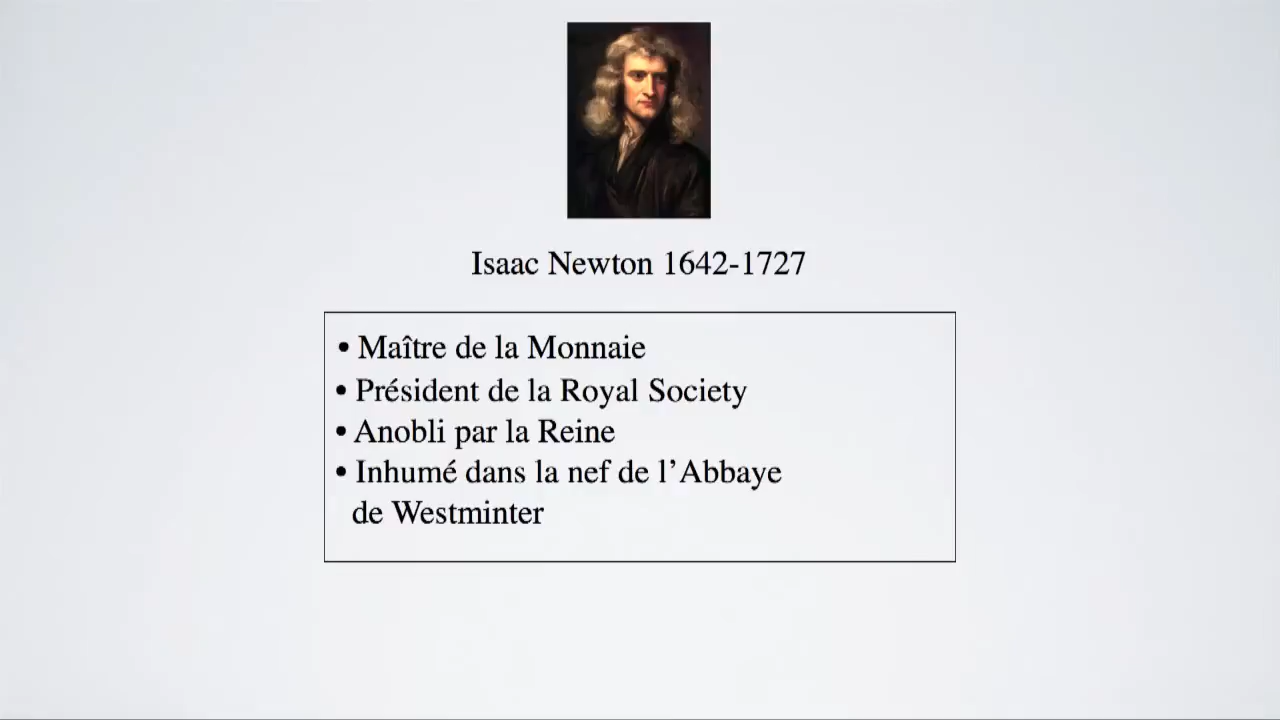 Isaac Newton 1642-1727
• Maître de la Monnaie
• Président de la Royal Society
• Anobli par la Reine
• Inhumé dans la nef de l’Abbaye
de Westminter